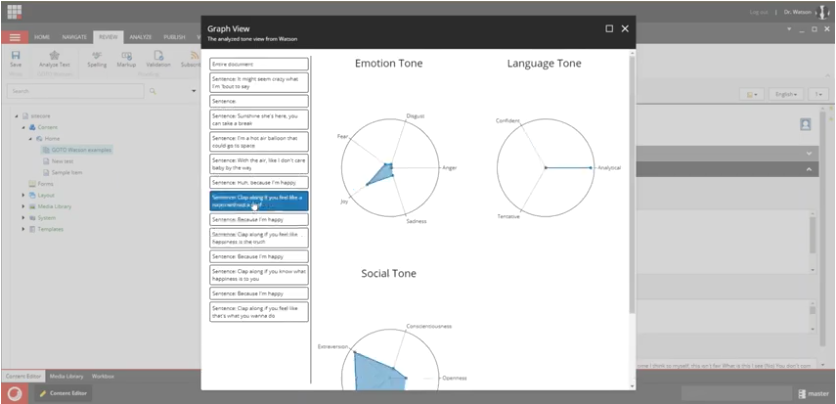 Log out | Dr. Watson
HOME NAVIGATE REVIEW ANALYZE PUBLISH
Save Analyze Text Spelling Markup Validation
Search
English
sitecore
Content
Home
GOTO Watson examples
New test
Sample Item
Forms
Layout
Media Library
System
Templates
Graph View
The analyzed tone view from Watson
Entire document
Sentence: It might seem crazy what
I'm 'bout to say
Sentence:
Sentence: Sunshine she's here, you
can take a break
Sentence: I'm a hot air balloon that
could go to space
Sentence: With the air, like I don't care
baby by the way
Sentence: Huh, because I'm happy
Sentence: Clap along if you feel like a
Sentence: Because I'm happy
Sentence: Clap along if you feel like
happiness is the truth
Sentence: Because I'm happy
Sentence: Clap along if you know what
happiness is to you
Sentence: Because I'm happy
Sentence: Clap along if you feel like
that's what you wanna do
Emotion Tone
Disgust
Fear
Anger
Joy
Sadness
Language Tone
Confident
Analytical
Tentative
Social Tone
Conscientiousness
Extraversion
Openness
Content Editor Media Library Workbox
Content Editor
master